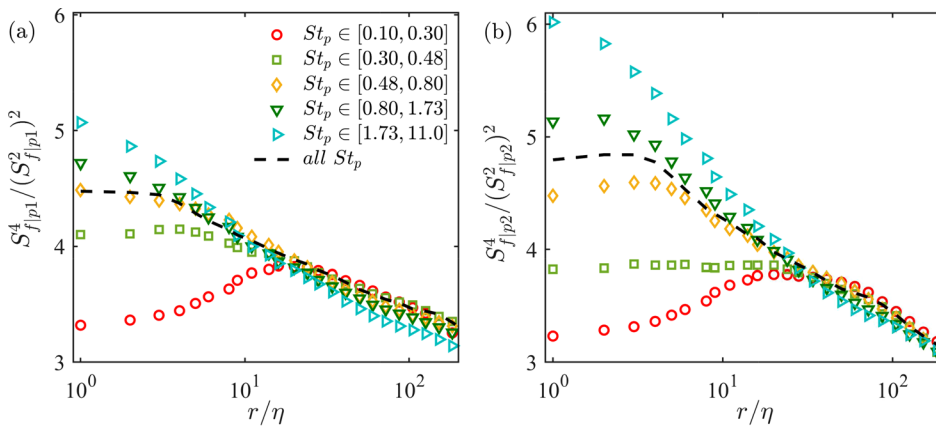 (a)
6
5
4
3
10^0
10^1
10^2
r/η
S^4_{f|p1}/(S^2_{f|p1})^2
St_p ∈ [0.10, 0.30]
St_p ∈ [0.30, 0.48]
St_p ∈ [0.48, 0.80]
St_p ∈ [0.80, 1.73]
St_p ∈ [1.73, 11.0]
all St_p
(b)
6
5
4
3
10^0
10^1
10^2
r/η
S^4_{f|p2}/(S^2_{f|p2})^2